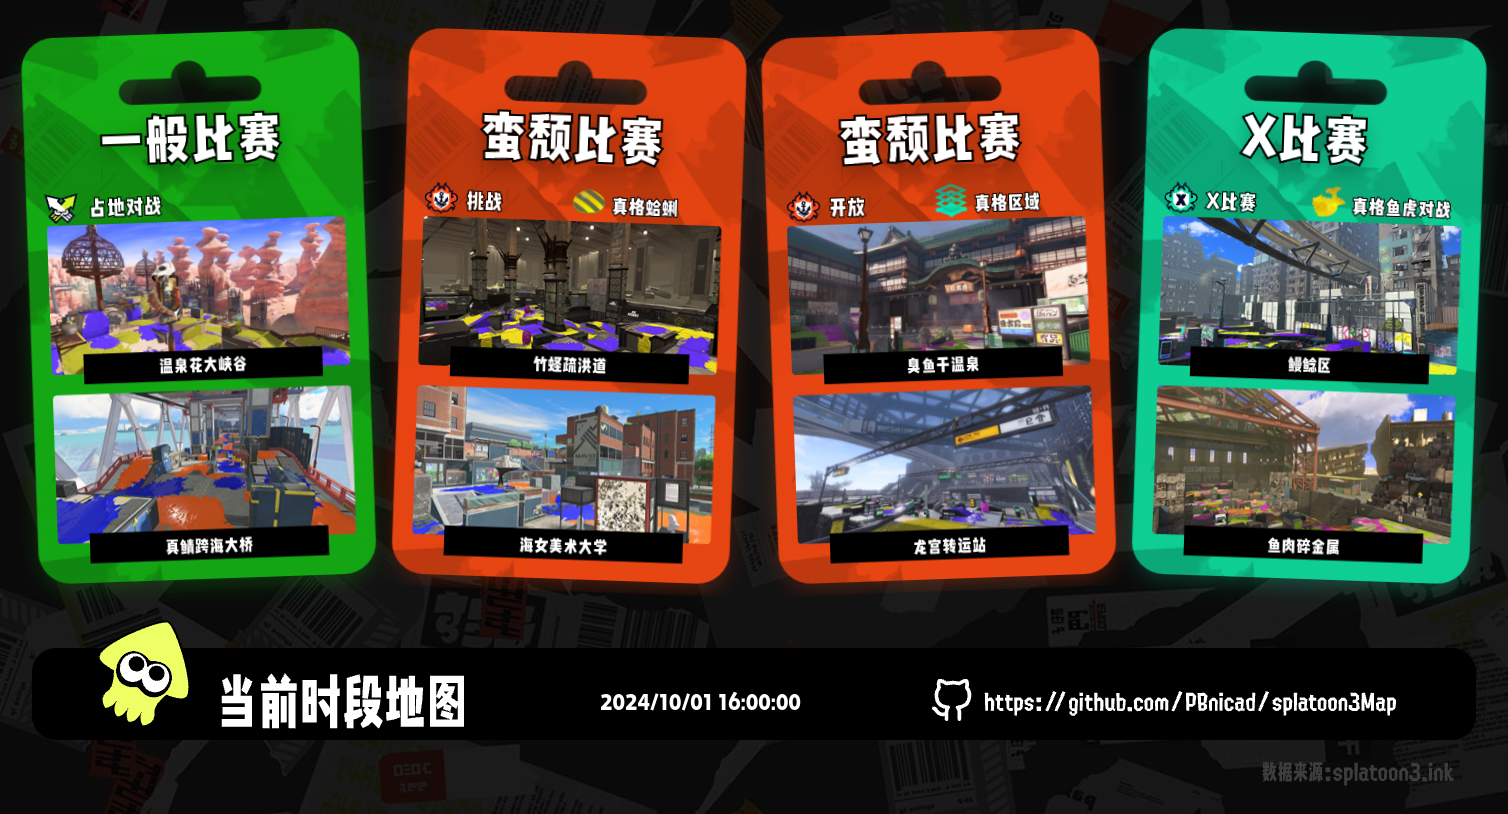 一般比赛
占地对战
温泉花大峡谷
真鲭跨海大桥
蛮颓比赛
挑战
真格蛤蜊
竹蛏疏洪道
海女美术大学
蛮颓比赛
开放
真格区域
臭鱼干温泉
龙宫转运站
X比赛
X比赛
真格鱼虎对战
鳗鲶区
鱼肉碎金属
当前时段地图
2024/10/01 16:00:00
https://github.com/PBnicad/splatoon3Map
数据来源:splatoon3.ink